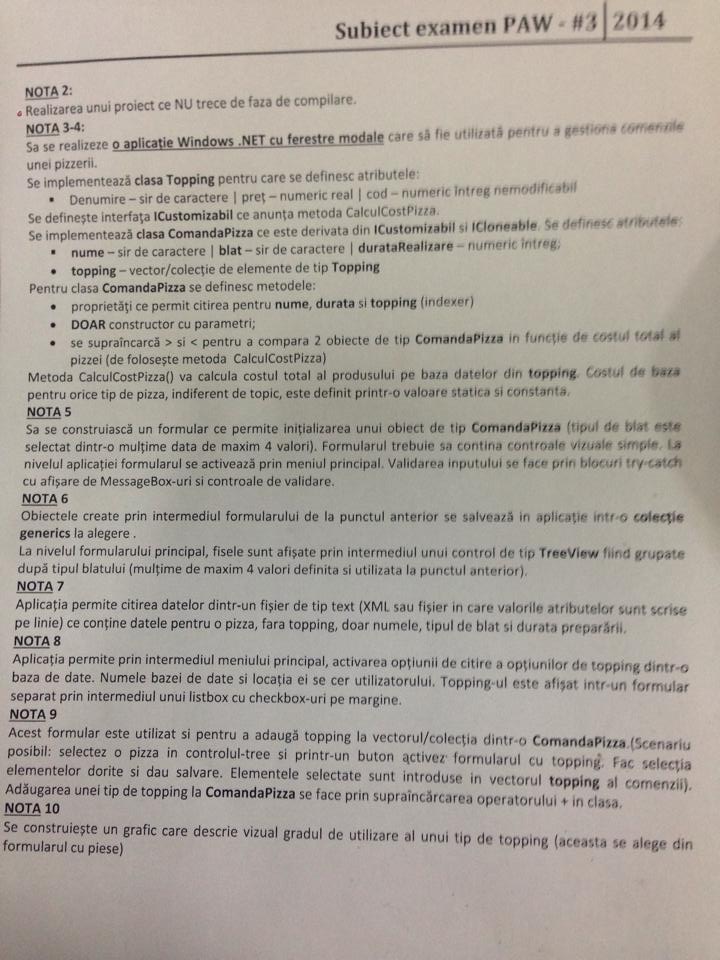 Subiect examen PAW - #3 | 2014
NOTA 2:
Realizarea unui proiect ce NU trece de faza de compilare.
NOTA 3-4:
Sa se realizeze o aplicație Windows .NET cu ferestre modale care să fie utilizată pentru a gestiona comenzile
unei pizzerii.
Se implementează clasa Topping pentru care se definesc atributele:
▪ Denumire – sir de caractere | preț – numeric real | cod – numeric întreg nemodificabil
Se definește interfața ICustomizabil ce anunța metoda CalculCostPizza.
Se implementează clasa ComandaPizza ce este derivata din ICustomizabil si ICloneable. Se definesc atributele:
▪ nume – sir de caractere | blat – sir de caractere | durataRealizare – numeric întreg;
• topping – vector/colecție de elemente de tip Topping
Pentru clasa ComandaPizza se definesc metodele:
• proprietăți ce permit citirea pentru nume, durata si topping (indexer)
• DOAR constructor cu parametri;
• se supraîncarcă > si < pentru a compara 2 obiecte de tip ComandaPizza in funcție de costul total al
pizzei (de folosește metoda CalculCostPizza)
Metoda CalculCostPizza() va calcula costul total al produsului pe baza datelor din topping. Costul de baza
pentru orice tip de pizza, indiferent de topic, este definit printr-o valoare statica si constanta.
NOTA 5
Sa se construiască un formular ce permite inițializarea unui obiect de tip ComandaPizza (tipul de blat este
selectat dintr-o mulțime data de maxim 4 valori). Formularul trebuie sa contina controale vizuale simple. La
nivelul aplicației formularul se activează prin meniul principal. Validarea inputului se face prin blocuri try-catch
cu afișare de MessageBox-uri si controale de validare.
NOTA 6
Obiectele create prin intermediul formularului de la punctul anterior se salvează in aplicație intr-o colecție
generics la alegere .
La nivelul formularului principal, fisele sunt afișate prin intermediul unui control de tip TreeView fiind grupate
după tipul blatului (mulțime de maxim 4 valori definita si utilizata la punctul anterior).
NOTA 7
Aplicația permite citirea datelor dintr-un fișier de tip text (XML sau fișier in care valorile atributelor sunt scrise
pe linie) ce conține datele pentru o pizza, fara topping, doar numele, tipul de blat si durata preparării.
NOTA 8
Aplicația permite prin intermediul meniului principal, activarea opțiunii de citire a opțiunilor de topping dintr-o
baza de date. Numele bazei de date si locația ei se cer utilizatorului. Topping-ul este afișat intr-un formular
separat prin intermediul unui listbox cu checkbox-uri pe margine.
NOTA 9
Acest formular este utilizat si pentru a adaugă topping la vectorul/colecția dintr-o ComandaPizza.(Scenariu
posibil: selectez o pizza in controlul-tree si printr-un buton activez formularul cu topping. Fac selecția
elementelor dorite si dau salvare. Elementele selectate sunt introduse in vectorul topping al comenzii).
Adăugarea unei tip de topping la ComandaPizza se face prin supraîncărcarea operatorului + in clasa.
NOTA 10
Se construiește un grafic care descrie vizual gradul de utilizare al unui tip de topping (aceasta se alege din
formularul cu piese)